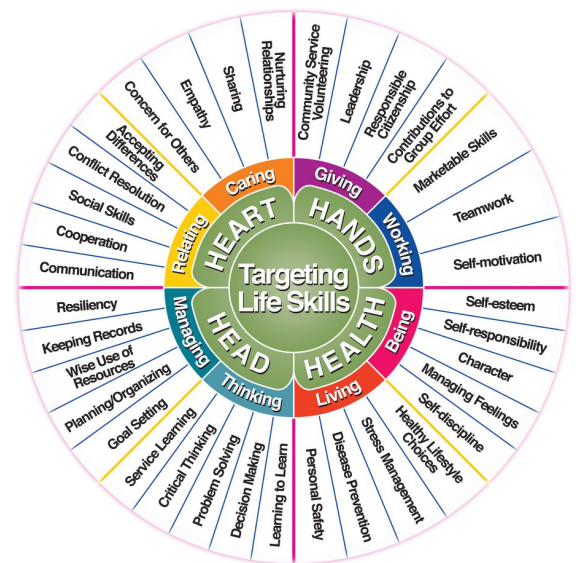 Targeting
Life Skills
HEART
HANDS
HEALTH
HEAD
Caring
Giving
Working
Being
Living
Thinking
Managing
Relating
Nurturing
Relationships
Sharing
Empathy
Concern for Others
Accepting
Differences
Conflict Resolution
Social Skills
Cooperation
Communication
Community Service
Volunteering
Leadership
Responsible
Citizenship
Contributions to
Group Effort
Marketable Skills
Teamwork
Self-motivation
Self-esteem
Self-responsibility
Character
Managing Feelings
Self-discipline
Healthy Lifestyle
Choices
Stress Management
Disease Prevention
Personal Safety
Learning to Learn
Decision Making
Problem Solving
Critical Thinking
Service Learning
Goal Setting
Planning/Organizing
Wise Use of
Resources
Keeping Records
Resiliency